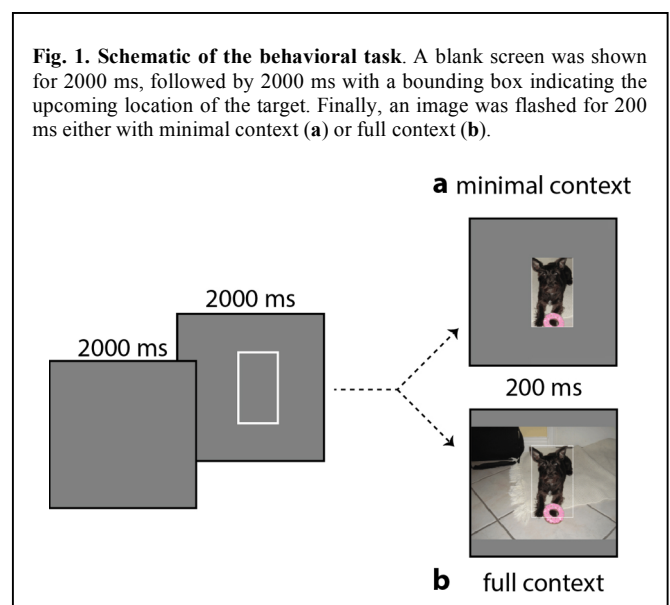 Fig. 1. Schematic of the behavioral task. A blank screen was shown
for 2000 ms, followed by 2000 ms with a bounding box indicating the
upcoming location of the target. Finally, an image was flashed for 200
ms either with minimal context (a) or full context (b).
a minimal context
2000 ms
2000 ms
200 ms
b full context